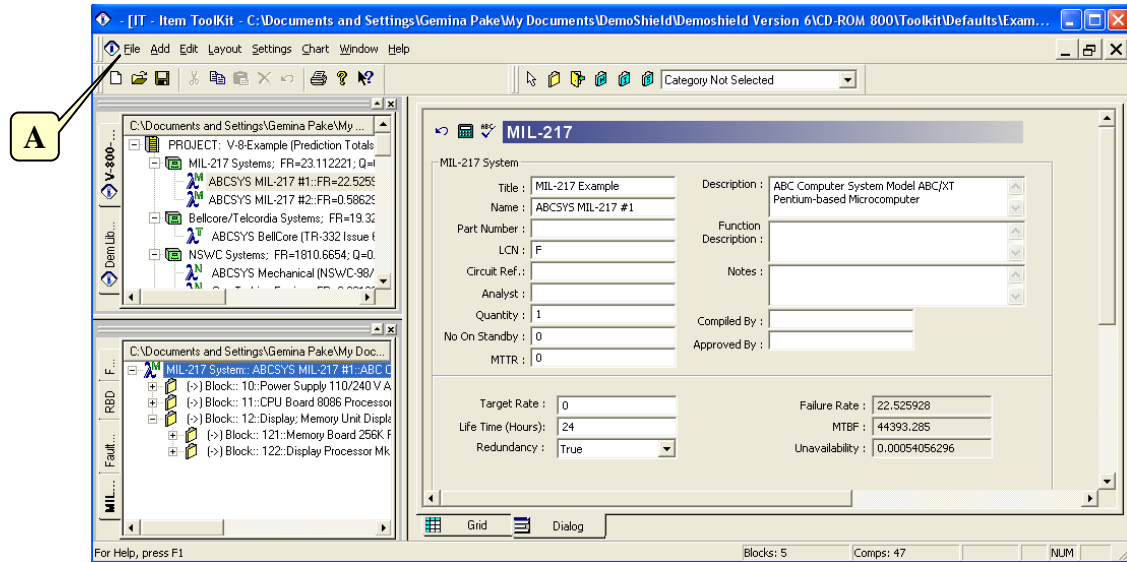 - [IT - Item ToolKit - C:\Documents and Settings\Gemina Pake\My Documents\DemoShield\Demoshield Version 6\CD-ROM 800\Toolkit\Defaults\Exam...
File Add Edit Layout Settings Chart Window Help
Category Not Selected
A
C:\Documents and Settings\Gemina Pake\My ...
PROJECT: V-8-Example (Prediction Totals
MIL-217 Systems; FR=23.112221; Q=
ABCSYS MIL-217 #1::FR=22.5259
ABCSYS MIL-217 #2::FR=0.58629
Bellcore/Telcordia Systems; FR=19.32
ABCSYS BellCore (TR-332 Issue 6
NSWC Systems; FR=1810.6654; Q=0.
ABCSYS Mechanical (NSWC-98/
V-800-...
Dem Lib...
C:\Documents and Settings\Gemina Pake\My Doc...
MIL-217 System:: ABCSYS MIL-217 #1::ABC C
(->) Block:: 10::Power Supply 110/240 V A
(->) Block:: 11::CPU Board 8086 Processor
(->) Block:: 12::Display; Memory Unit Displa
(->) Block:: 121::Memory Board 256K F
(->) Block:: 122::Display Processor Mk
F...
RBD
Fault...
MIL...
ABC
MIL-217
MIL-217 System
Title : MIL-217 Example
Name : ABCSYS MIL-217 #1
Part Number :
LCN : F
Circuit Ref.:
Analyst :
Quantity : 1
No On Standby : 0
MTTR : 0
Description : ABC Computer System Model ABC/XT
Pentium-based Microcomputer
Function
Description :
Notes :
Compiled By :
Approved By :
Target Rate : 0
Life Time (Hours): 24
Redundancy : True
Failure Rate : 22.525928
MTBF : 44393.285
Unavailability : 0.00054056296
Grid Dialog
For Help, press F1 Blocks: 5 Comps: 47 NUM